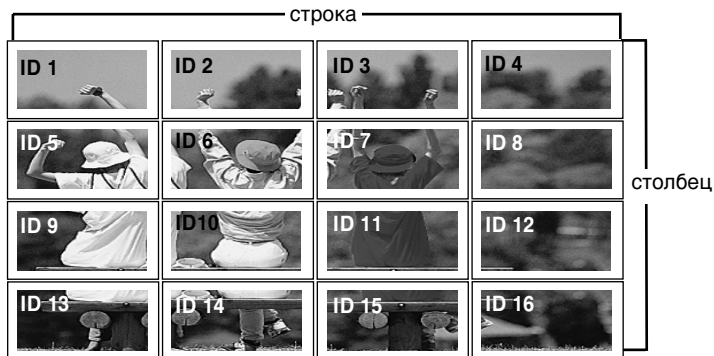 строка
ID 1 ID 2 ID 3 ID 4
ID 5 ID 6 ID 7 ID 8
столбец
ID 9 ID10 ID 11 ID 12
ID 13 ID 14 ID 15 ID 16